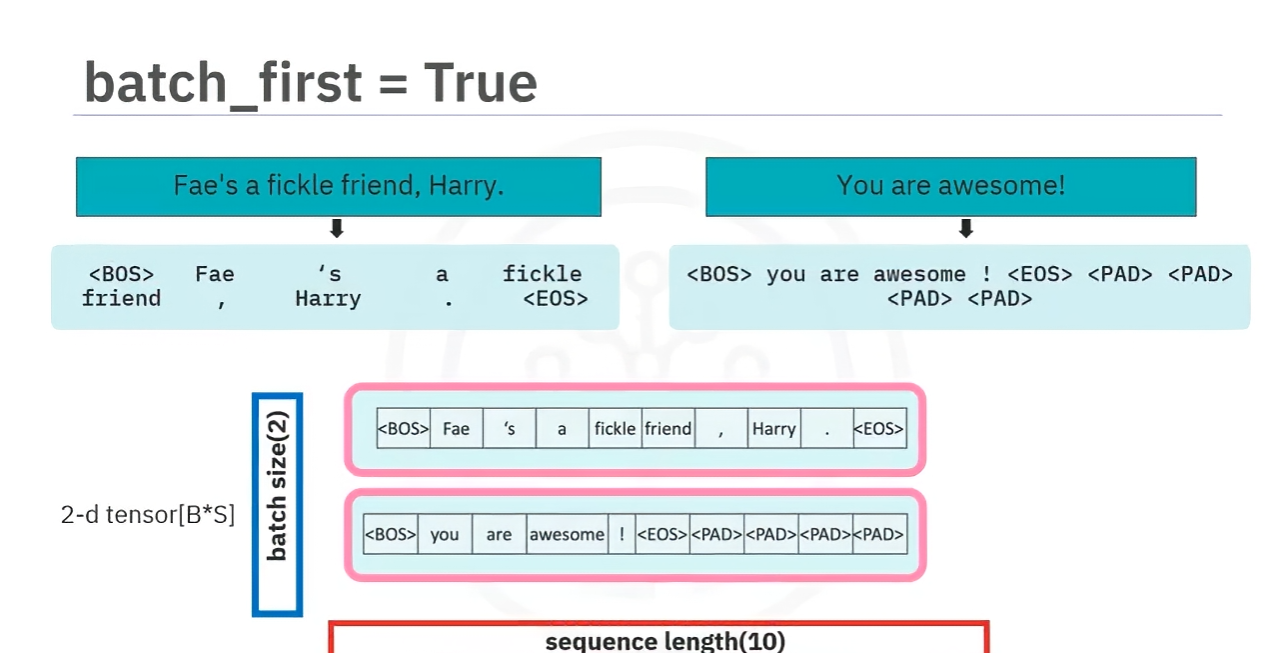 batch_first = True
Fae's a fickle friend, Harry.
You are awesome!
<BOS> Fae ‘s a fickle
friend , Harry . <EOS>
<BOS> you are awesome ! <EOS> <PAD> <PAD>
<PAD> <PAD>
2-d tensor[B*S]
batch size(2)
<BOS> Fae ‘s a fickle friend , Harry . <EOS>
<BOS> you are awesome ! <EOS> <PAD> <PAD> <PAD> <PAD>
sequence length(10)